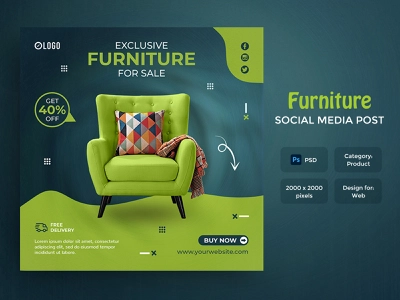 LOGO
EXCLUSIVE
FURNITURE
FOR SALE
GET
40%
OFF
FREE
DELIVERY
BUY NOW
www.yourwebsite.com
Furniture
SOCIAL MEDIA POST
Ps PSD
Category:
Product
2000 x 2000
pixels
Design for:
Web